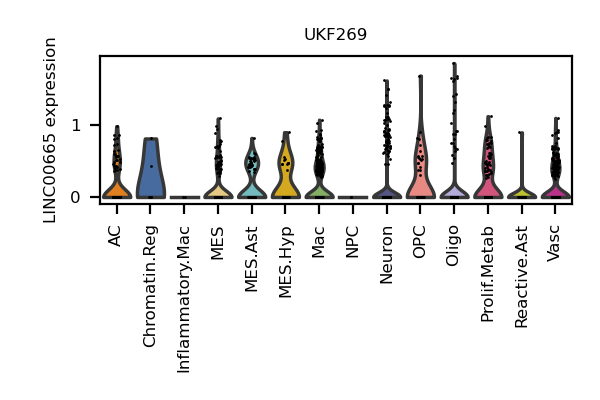 UKF269
LINC00665 expression
1
0
AC
Chromatin.Reg
Inflammatory.Mac
MES
MES.Ast
MES.Hyp
Mac
NPC
Neuron
OPC
Oligo
Prolif.Metab
Reactive.Ast
Vasc